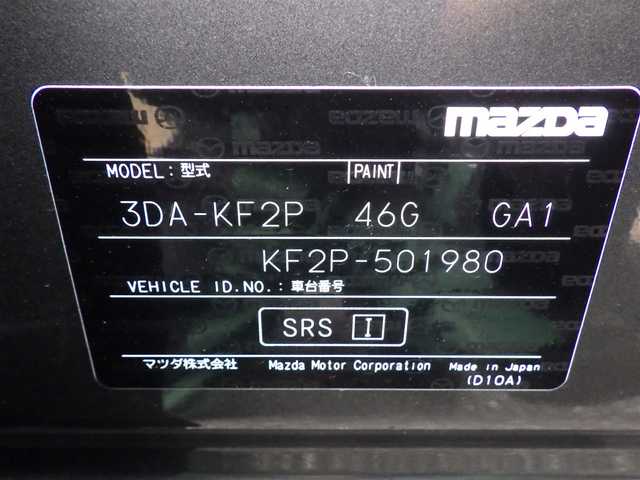 mazda
MODEL:型式 PAINT
3DA-KF2P 46G GA1
KF2P-501980
VEHICLE ID.NO.:車台番号
SRS I
マツダ株式会社 Mazda Motor Corporation Made in Japan
(D10A)